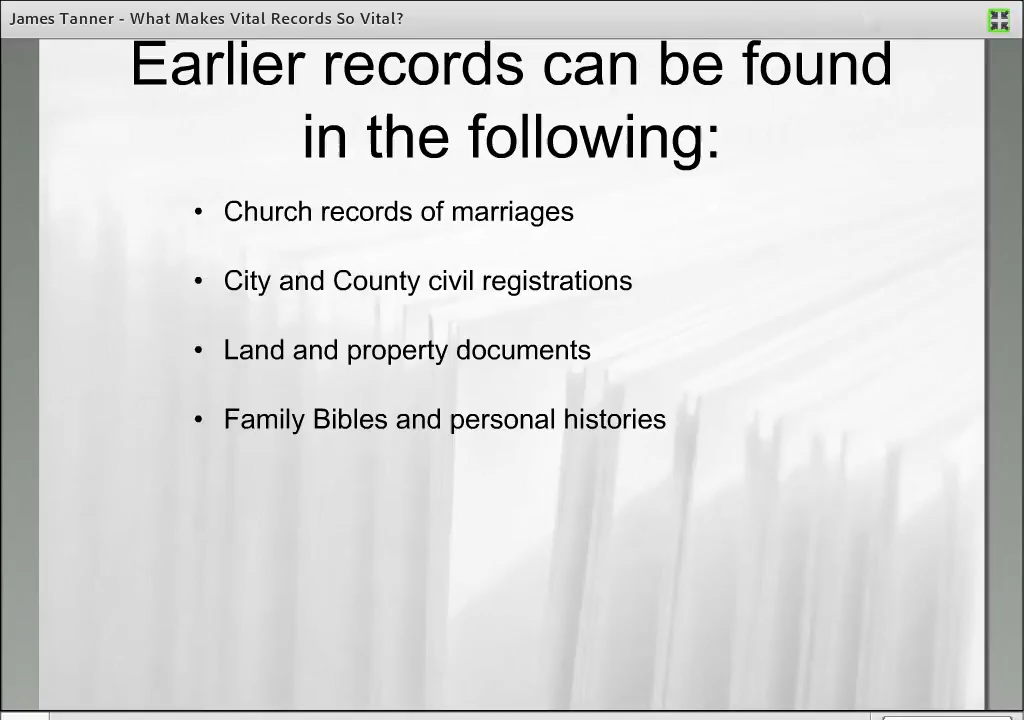 James Tanner - What Makes Vital Records So Vital?
Earlier records can be found
in the following:
• Church records of marriages
• City and County civil registrations
• Land and property documents
• Family Bibles and personal histories